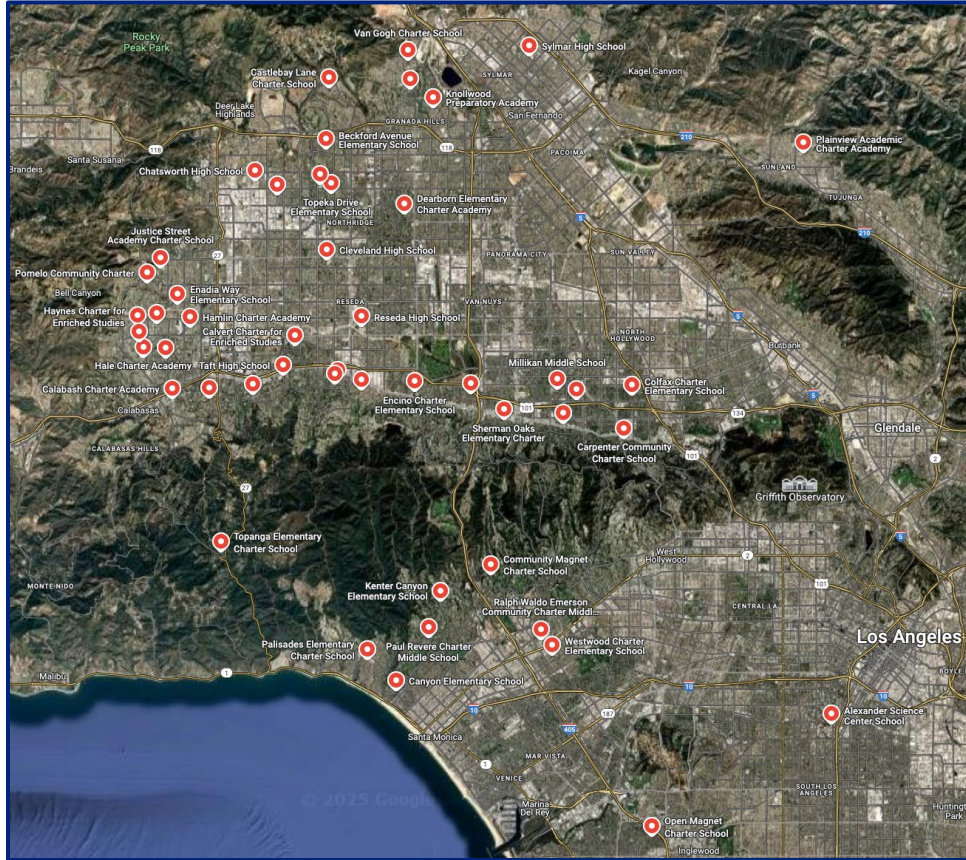 Van Gogh Charter School
Rocky
Peak Park
Sylmar High School
Castlebay Lane
Charter School
SYLMAR
Kagel Canyon
Knollwood
Preparatory Academy
Deer Lake
Highlands
San Fernando
GRANADA HILLS
Beckford Avenue
Elementary School
118
118
210
Plainview Academic
Charter Academy
PACOIMA
Santa Susana
Brandeis
Chatsworth High School
SUNLAND
Topeka Drive
Elementary School
Dearborn Elementary
Charter Academy
TUJUNGA
NORTHRIDGE
5
210
Justice Street
Academy Charter School
27
Cleveland High School
PANORAMA CITY
SUN VALLEY
Pomelo Community Charter
Bell Canyon
Enadia Way
Elementary School
Haynes Charter for
Enriched Studies
Hamlin Charter Academy
RESEDA
VAN NUYS
Reseda High School
5
Calvert Charter for
Enriched Studies
NORTH
HOLLYWOOD
Burbank
Hale Charter Academy
Taft High School
Millikan Middle School
Calabash Charter Academy
Colfax Charter
Elementary School
5
Encino Charter
Elementary School
Calabasas
101
134
Sherman Oaks
Elementary Charter
Glendale
CALABASAS HILLS
Carpenter Community
Charter School
101
2
27
Griffith Observatory
Topanga Elementary
Charter School
5
West
Hollywood
2
Community Magnet
Charter School
MONTE NIDO
Kenter Canyon
Elementary School
101
Ralph Waldo Emerson
Community Charter Middl...
CENTRAL LA
Los Angeles
Palisades Elementary
Charter School
Paul Revere Charter
Middle School
Westwood Charter
Elementary School
BOYLE
Malibu
1
Canyon Elementary School
10
10
10
187
Alexander Science
Center School
405
Santa Monica
MAR VISTA
1
VENICE
SOUTH LOS
ANGELES
© 2025 Google
Marina
Del Rey
Huntingt
Park
Open Magnet
Charter School
Inglewood